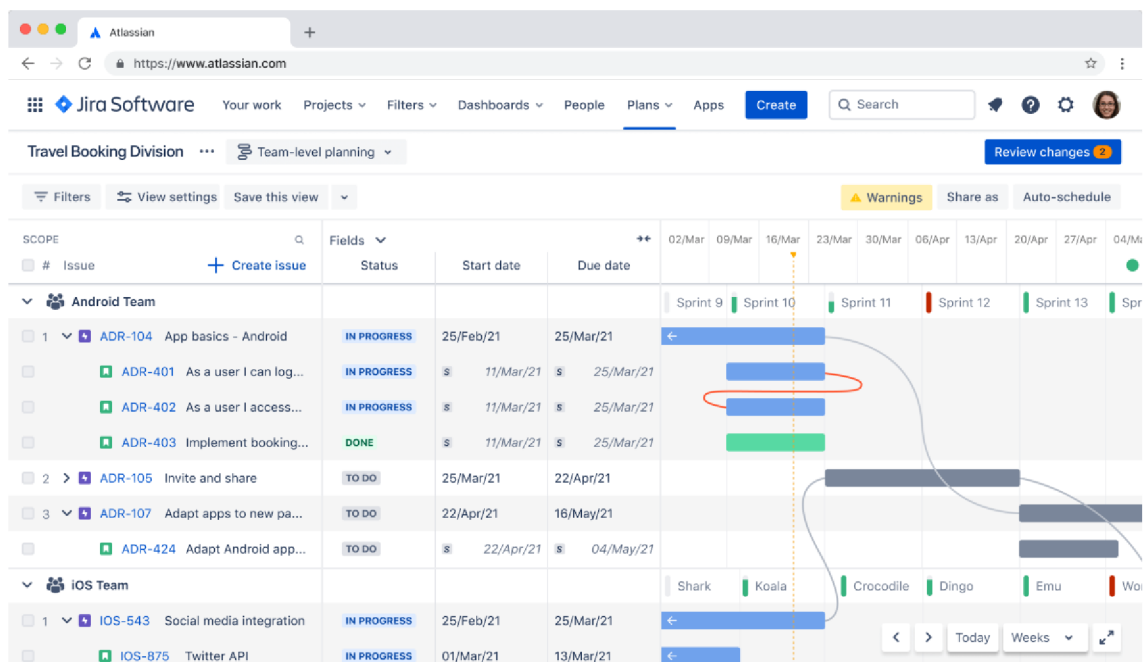 Atlassian
https://www.atlassian.com
Jira Software Your work Projects Filters Dashboards People Plans Apps Create Search
Travel Booking Division ••• Team-level planning Review changes 2
Filters View settings Save this view Warnings Share as Auto-schedule
SCOPE Fields 02/Mar 09/Mar 16/Mar 23/Mar 30/Mar 06/Apr 13/Apr 20/Apr 27/Apr 04/Ma
# Issue + Create issue Status Start date Due date
Android Team Sprint 9 Sprint 10 Sprint 11 Sprint 12 Sprint 13 Spr
1 ADR-104 App basics - Android IN PROGRESS 25/Feb/21 25/Mar/21
ADR-401 As a user I can log... IN PROGRESS S 11/Mar/21 S 25/Mar/21
ADR-402 As a user I access... IN PROGRESS S 11/Mar/21 S 25/Mar/21
ADR-403 Implement booking... DONE S 11/Mar/21 S 25/Mar/21
2 ADR-105 Invite and share TO DO 25/Mar/21 22/Apr/21
3 ADR-107 Adapt apps to new pa... TO DO 22/Apr/21 16/May/21
ADR-424 Adapt Android app... TO DO S 22/Apr/21 S 04/May/21
iOS Team Shark Koala Crocodile Dingo Emu Wo
1 IOS-543 Social media integration IN PROGRESS 25/Feb/21 25/Mar/21
Today Weeks
IOS-875 Twitter API IN PROGRESS 01/Mar/21 13/Mar/21